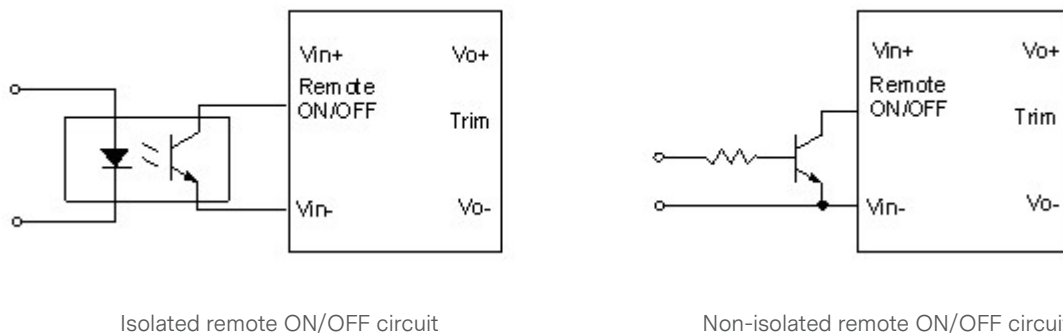 Vin+ Vo+
Remote
ON/OFF
Trim
Vin- Vo-
Isolated remote ON/OFF circuit
Vin+ Vo+
Remote
ON/OFF
Trim
Vin- Vo-
Non-isolated remote ON/OFF circui